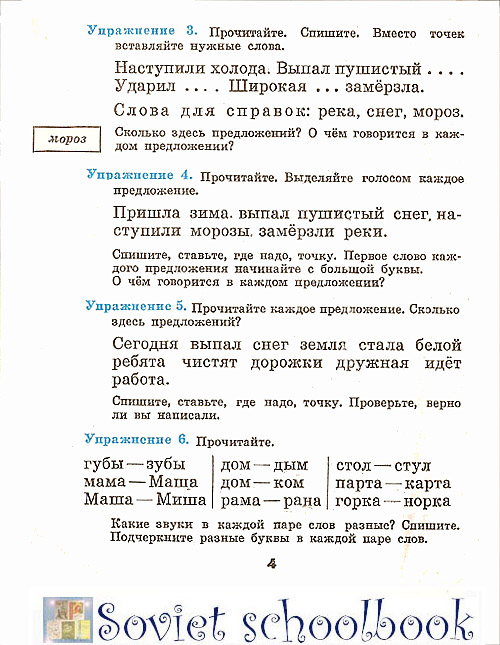 Упражнение 3. Прочитайте. Спишите. Вместо точек
вставляйте нужные слова.
Наступили холода. Выпал пушистый . . . .
Ударил . . . . Широкая . . . замёрзла.
Слова для справок: река, снег, мороз.
мороз
Сколько здесь предложений? О чём говорится в каж-
дом предложении?
Упражнение 4. Прочитайте. Выделяйте голосом каждое
предложение.
Пришла зима. выпал пушистый снег. на-
ступили морозы. замёрзли реки.
Спишите, ставьте, где надо, точку. Первое слово каж-
дого предложения начинайте с большой буквы.
О чём говорится в каждом предложении?
Упражнение 5. Прочитайте каждое предложение. Сколько
здесь предложений?
Сегодня выпал снег земля стала белой
ребята чистят дорожки дружная идёт
работа.
Спишите, ставьте, где надо, точку. Проверьте, верно
ли вы написали.
Упражнение 6. Прочитайте.
губы — зубы дом — дым стол — стул
мама — Маша дом — ком парта — карта
Маша — Миша рама — рана горка — норка
Какие звуки в каждой паре слов разные? Спишите.
Подчеркните разные буквы в каждой паре слов.
4
Soviet schoolbook